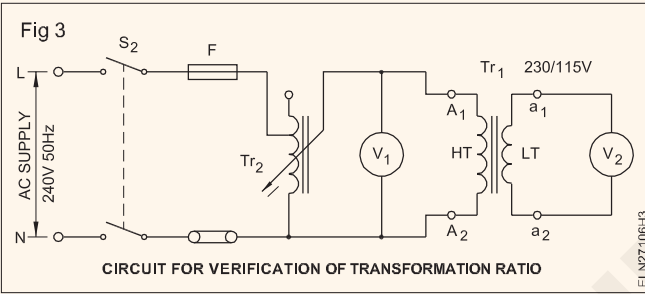 Fig 3
S2
F
L
AC SUPPLY
240V 50Hz
N
Tr2
V1
A1
A2
HT
Tr1 230/115V
LT
a1
a2
V2
CIRCUIT FOR VERIFICATION OF TRANSFORMATION RATIO
ELN27106H3